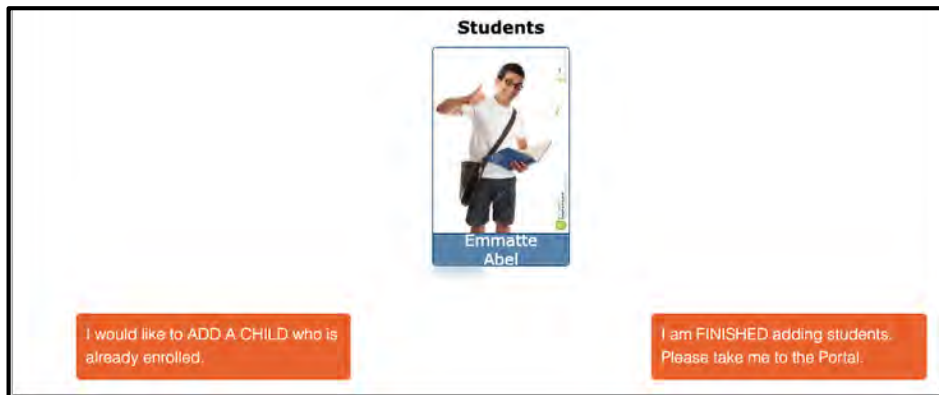 Students
Emmatte
Abel
I would like to ADD A CHILD who is
already enrolled.
I am FINISHED adding students.
Please take me to the Portal.